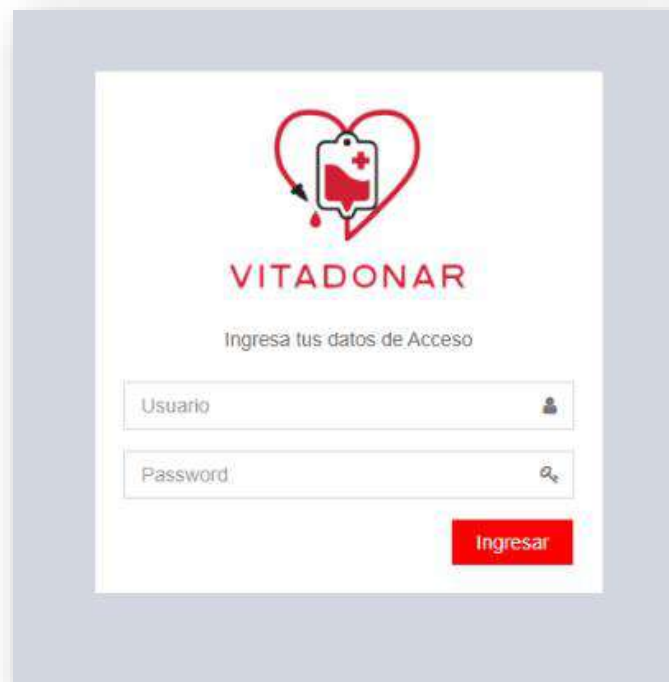 VITADONAR
Ingresa tus datos de Acceso
Usuario
Password
Ingresar